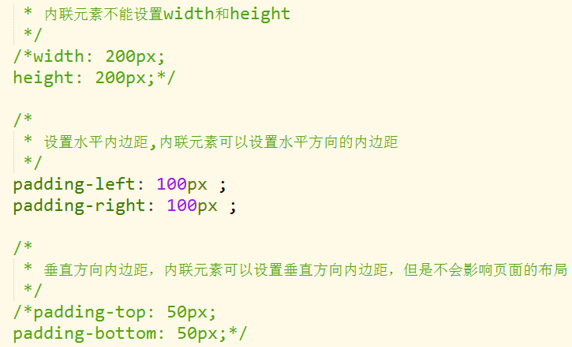 * 内联元素不能设置width和height
*/
/*width: 200px;
height: 200px;*/
/*
* 设置水平内边距,内联元素可以设置水平方向的内边距
*/
padding-left: 100px ;
padding-right: 100px ;
/*
* 垂直方向内边距，内联元素可以设置垂直方向内边距，但是不会影响页面的布局
*/
/*padding-top: 50px;
padding-bottom: 50px;*/